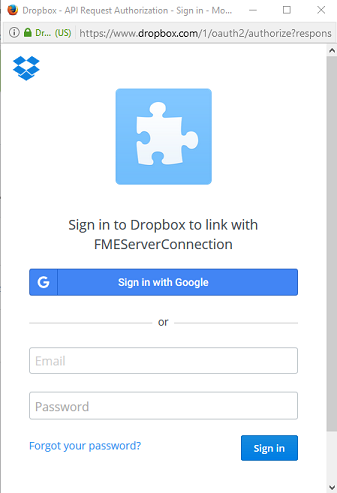 Dropbox - API Request Authorization - Sign in - Mo...
Dr... (US) https://www.dropbox.com/1/oauth2/authorize?respons
Sign in to Dropbox to link with
FMEServerConnection
G Sign in with Google
or
Email
Password
Forgot your password?
Sign in